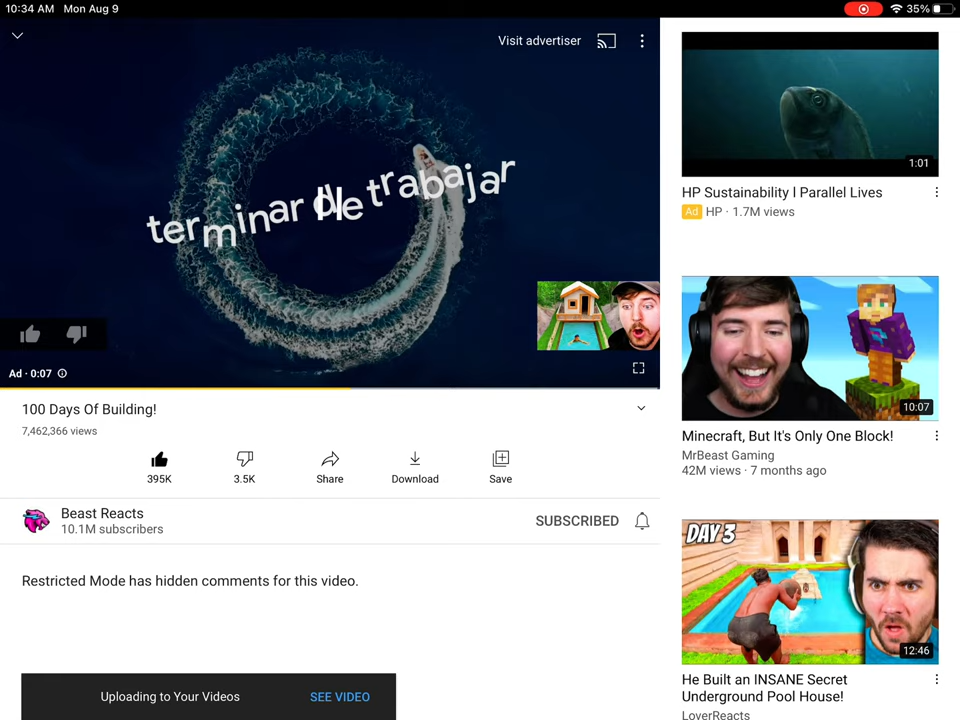 10:34 AM Mon Aug 9
35%
Visit advertiser
terminar de trabajar
Ad · 0:07
100 Days Of Building!
7,462,366 views
395K
3.5K
Share
Download
Save
Beast Reacts
10.1M subscribers
SUBSCRIBED
Restricted Mode has hidden comments for this video.
Uploading to Your Videos
SEE VIDEO
1:01
HP Sustainability l Parallel Lives
Ad HP · 1.7M views
10:07
Minecraft, But It's Only One Block!
MrBeast Gaming
42M views · 7 months ago
DAY 3
12:46
He Built an INSANE Secret
Underground Pool House!
LoverReacts